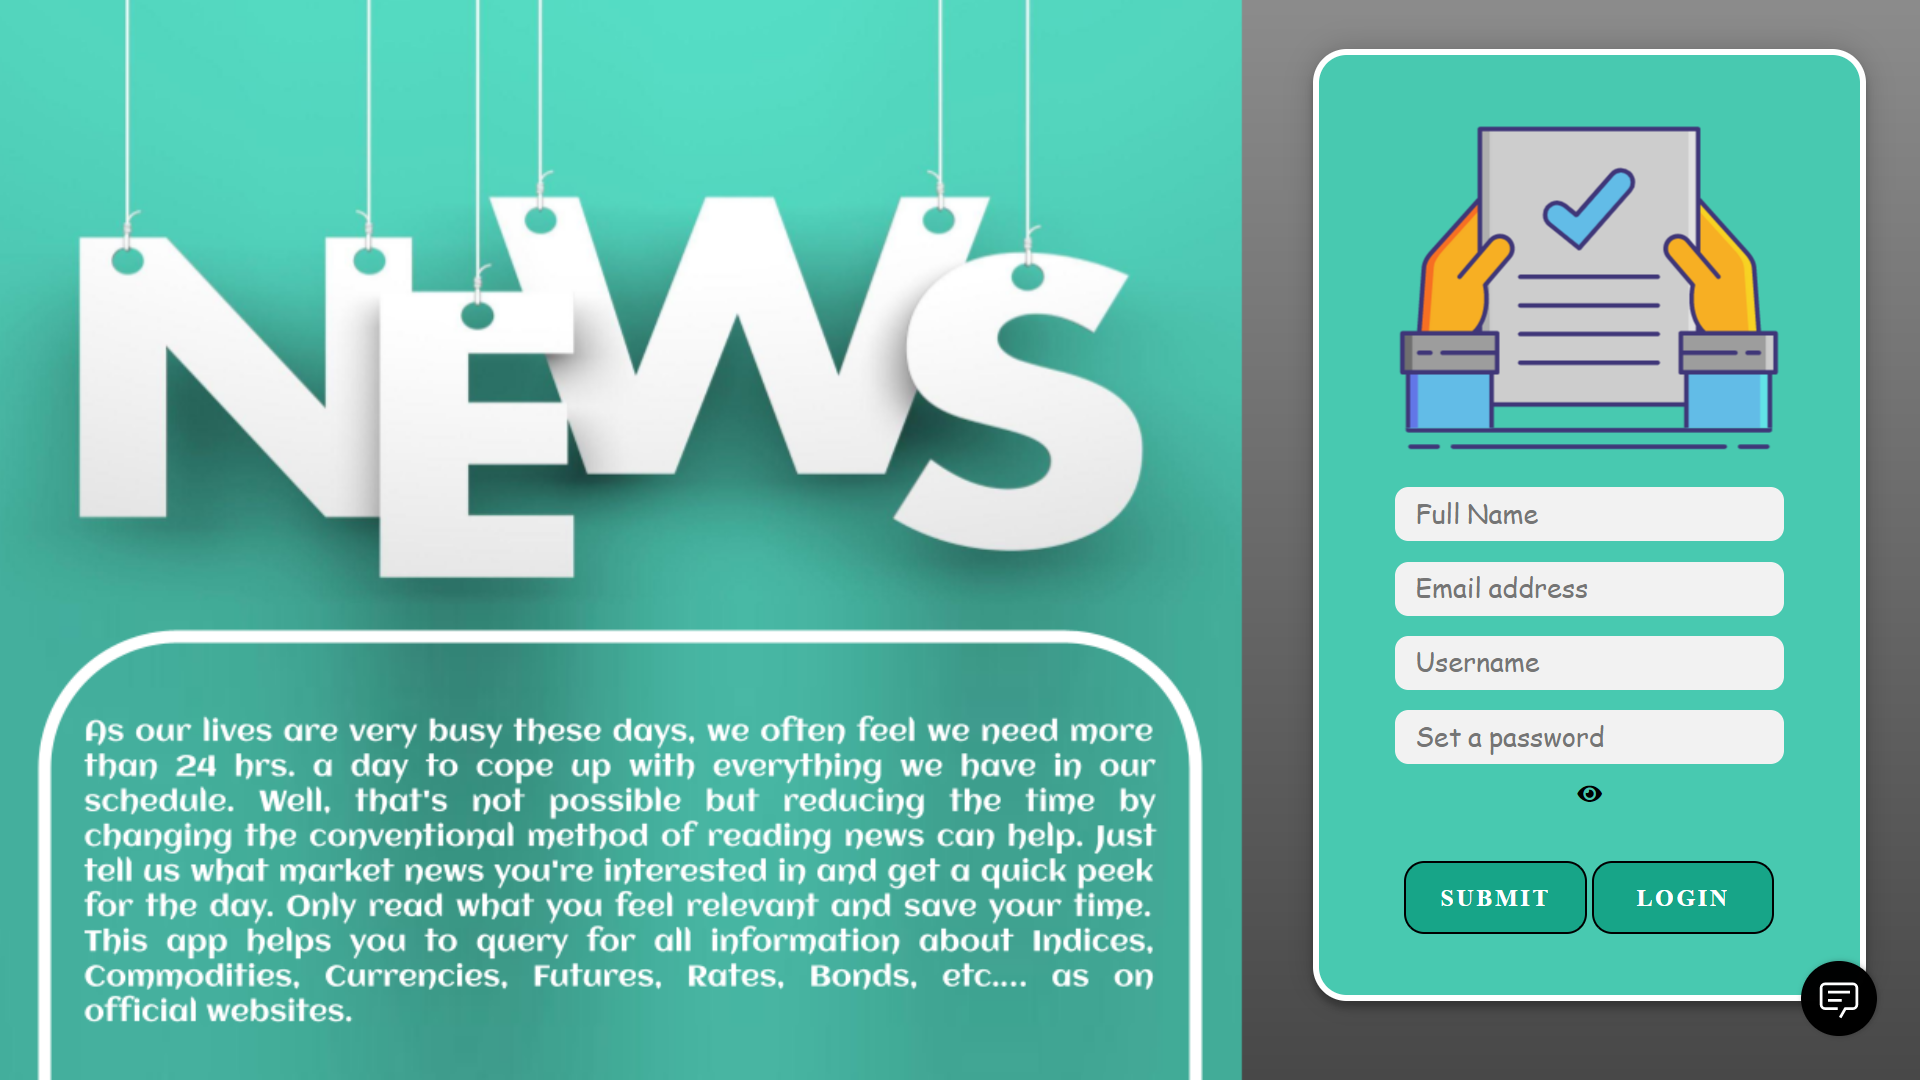 NEWS
As our lives are very busy these days, we often feel we need more
than 24 hrs. a day to cope up with everything we have in our
schedule. Well, that's not possible but reducing the time by
changing the conventional method of reading news can help. Just
tell us what market news you're interested in and get a quick peek
for the day. Only read what you feel relevant and save your time.
This app helps you to query for all information about Indices,
Commodities, Currencies, Futures, Rates, Bonds, etc.... as on
official websites.
Full Name
Email address
Username
Set a password
SUBMIT
LOGIN